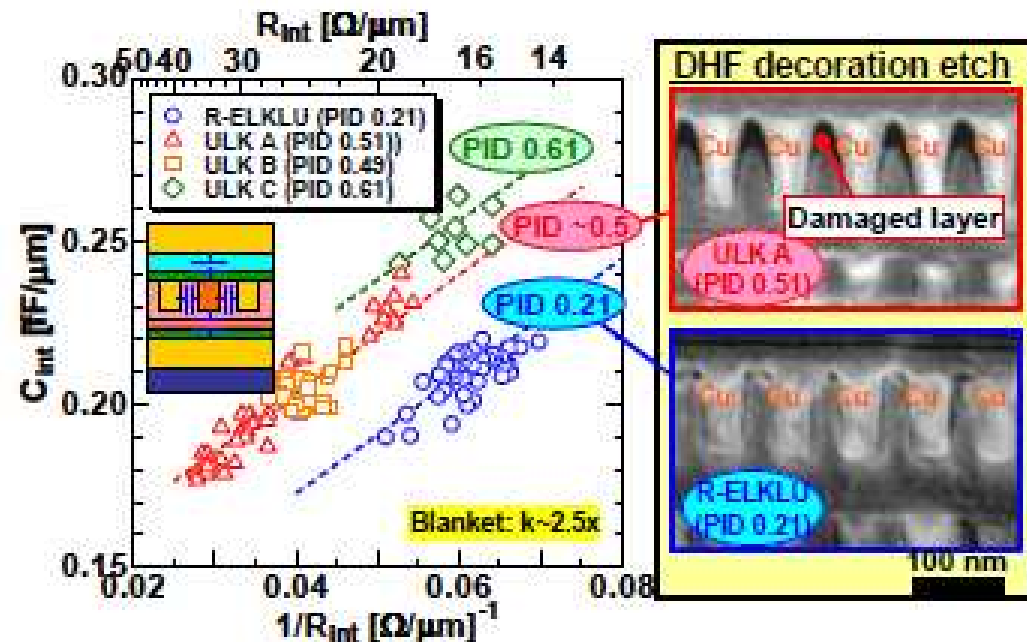 R_int [Ω/μm]
50 40 30 20 16 14
0.30
0.25
0.20
0.15
C_int [fF/μm]
R-ELKLU (PID 0.21)
ULK A (PID 0.51))
ULK B (PID 0.49)
ULK C (PID 0.61)
PID 0.61
PID ~0.5
PID 0.21
Blanket: k~2.5x
0.02 0.04 0.06 0.08
1/R_int [Ω/μm]⁻¹
DHF decoration etch
Cu Cu Cu Cu Cu
Damaged layer
ULK A
(PID 0.51)
Cu Cu Cu Cu Cu
R-ELKLU
(PID 0.21)
100 nm